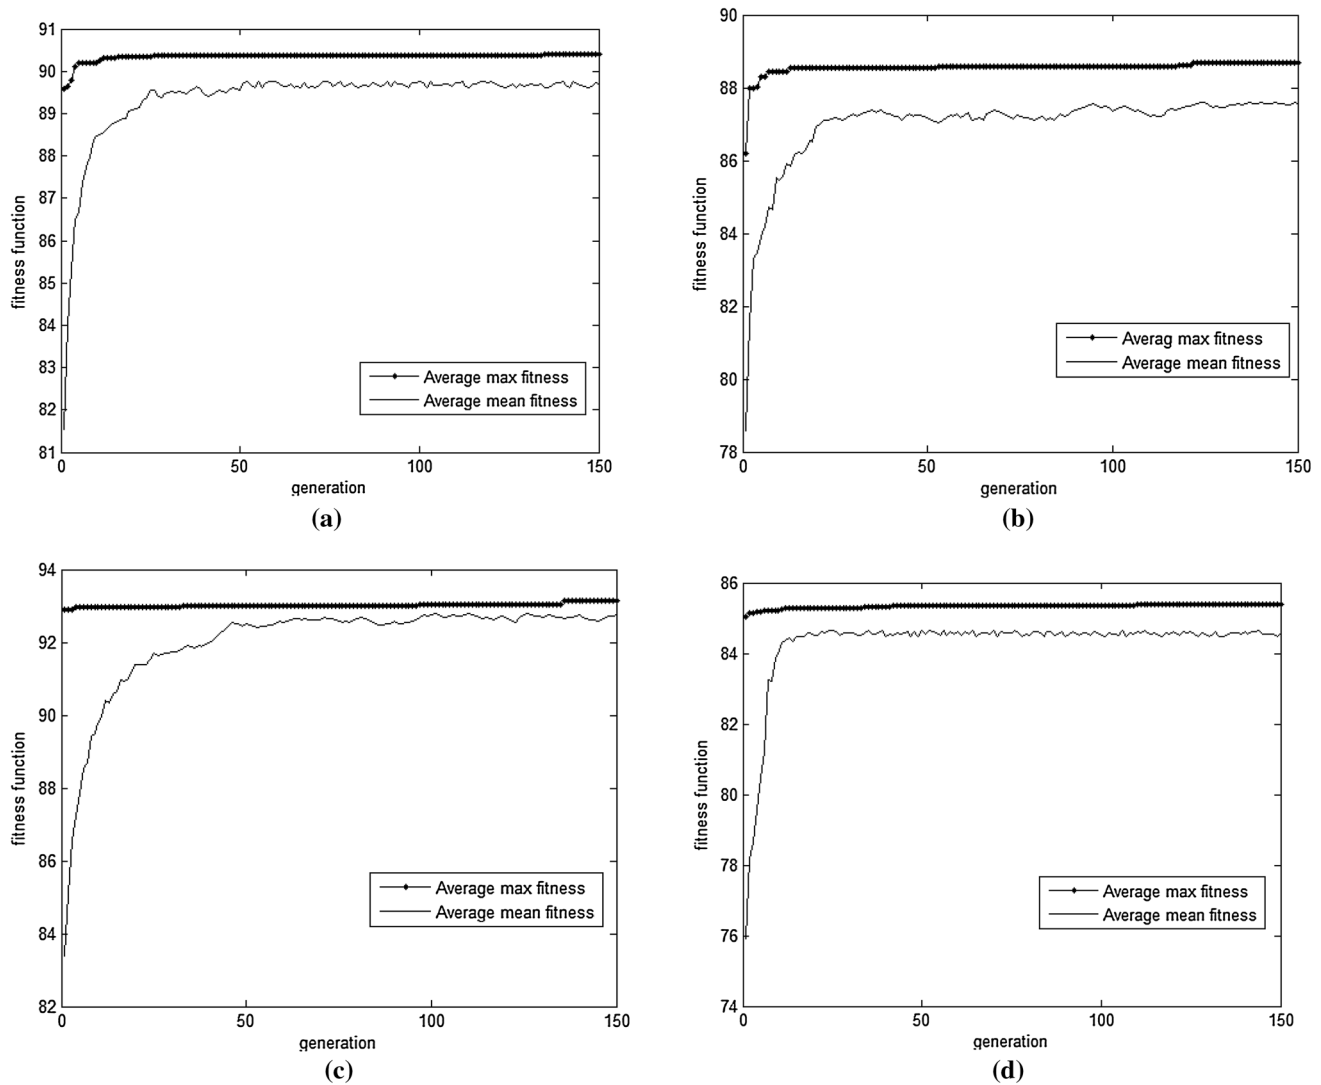 91
90
89
88
87
86
85
84
83
82
81
fitness function
Average max fitness
Average mean fitness
0
50
100
150
generation
(a)
90
88
86
84
82
80
78
fitness function
Averag max fitness
Average mean fitness
0
50
100
150
generation
(b)
94
92
90
88
86
84
82
fitness function
Average max fitness
Average mean fitness
0
50
100
150
generation
(c)
86
84
82
80
78
76
74
fitness function
Average max fitness
Average mean fitness
0
50
100
150
generation
(d)